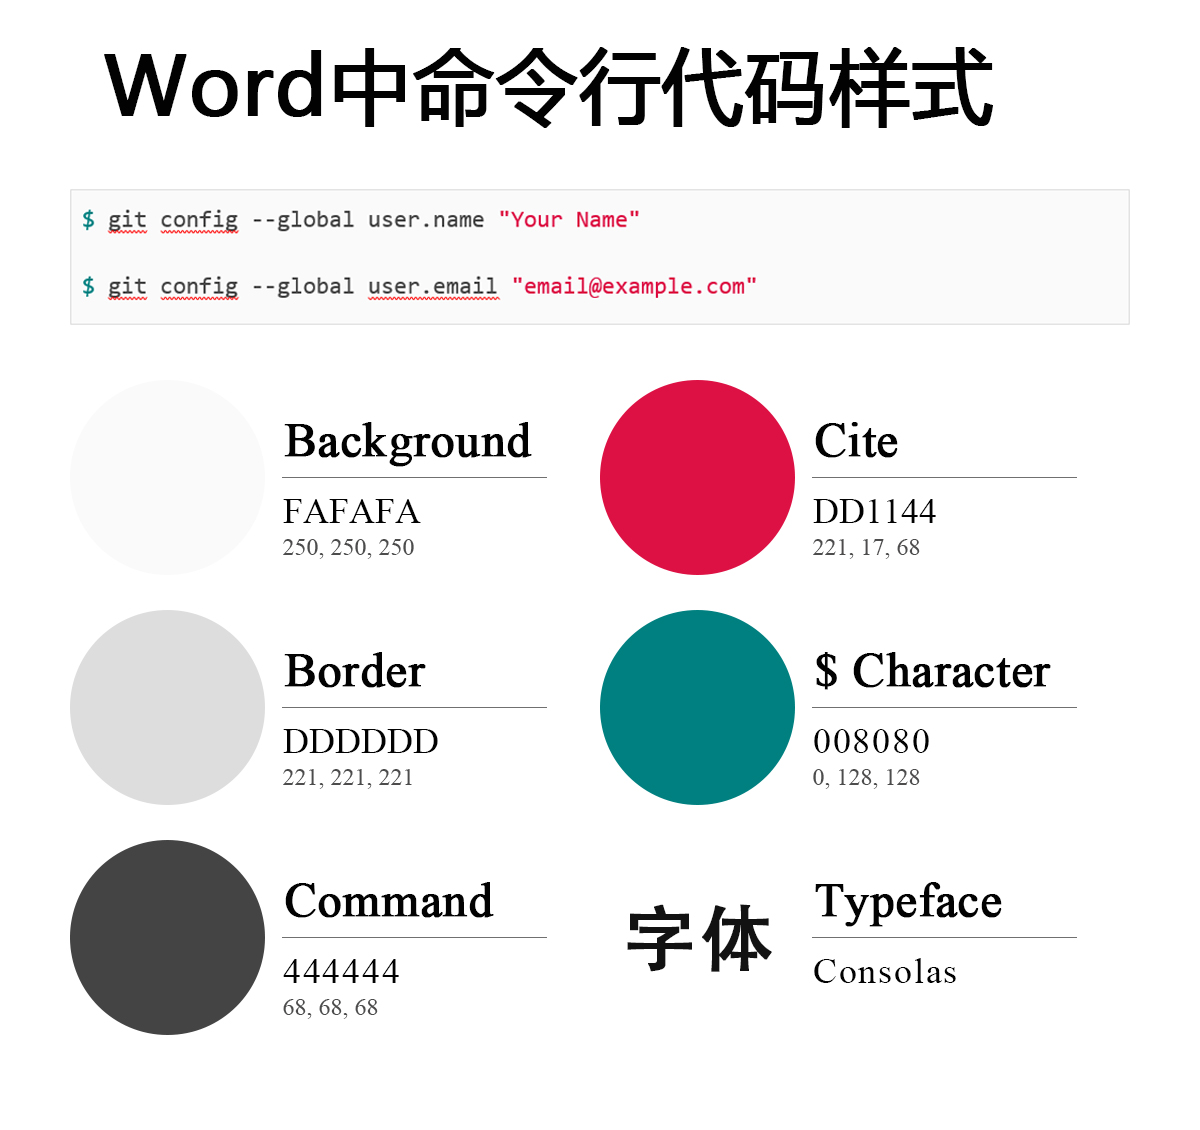 Word中命令行代码样式
$ git config --global user.name "Your Name"
$ git config --global user.email "email@example.com"
Background
FAFAFA
250, 250, 250
Cite
DD1144
221, 17, 68
Border
DDDDDD
221, 221, 221
$ Character
008080
0, 128, 128
Command
444444
68, 68, 68
字体
Typeface
Consolas